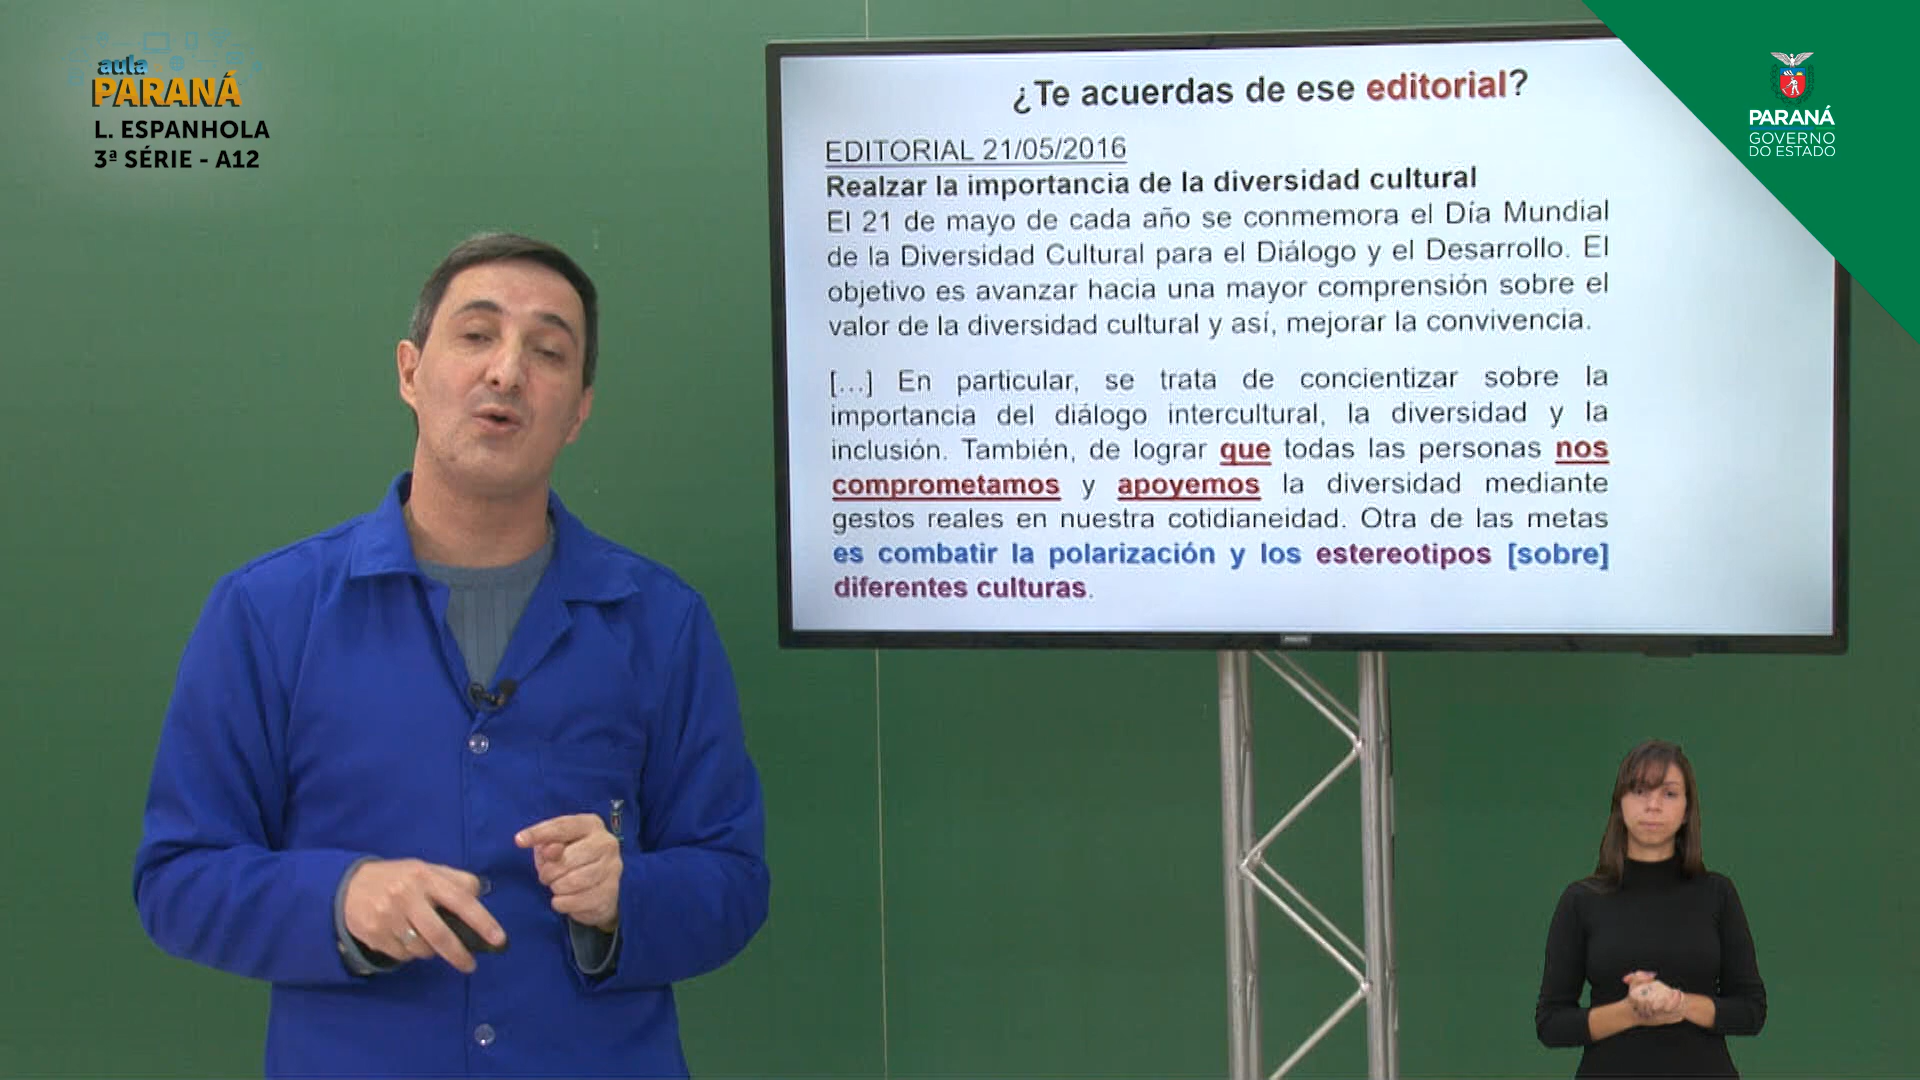 aula
PARANÁ
L. ESPANHOLA
3ª SÉRIE - A12
¿Te acuerdas de ese editorial?
EDITORIAL 21/05/2016
Realzar la importancia de la diversidad cultural
El 21 de mayo de cada año se conmemora el Día Mundial
de la Diversidad Cultural para el Diálogo y el Desarrollo. El
objetivo es avanzar hacia una mayor comprensión sobre el
valor de la diversidad cultural y así, mejorar la convivencia.
[...] En particular, se trata de concientizar sobre la
importancia del diálogo intercultural, la diversidad y la
inclusión. También, de lograr que todas las personas nos
comprometamos y apoyemos la diversidad mediante
gestos reales en nuestra cotidianeidad. Otra de las metas
es combatir la polarización y los estereotipos [sobre]
diferentes culturas.
PHILIPS
PARANÁ
GOVERNO
DO ESTADO